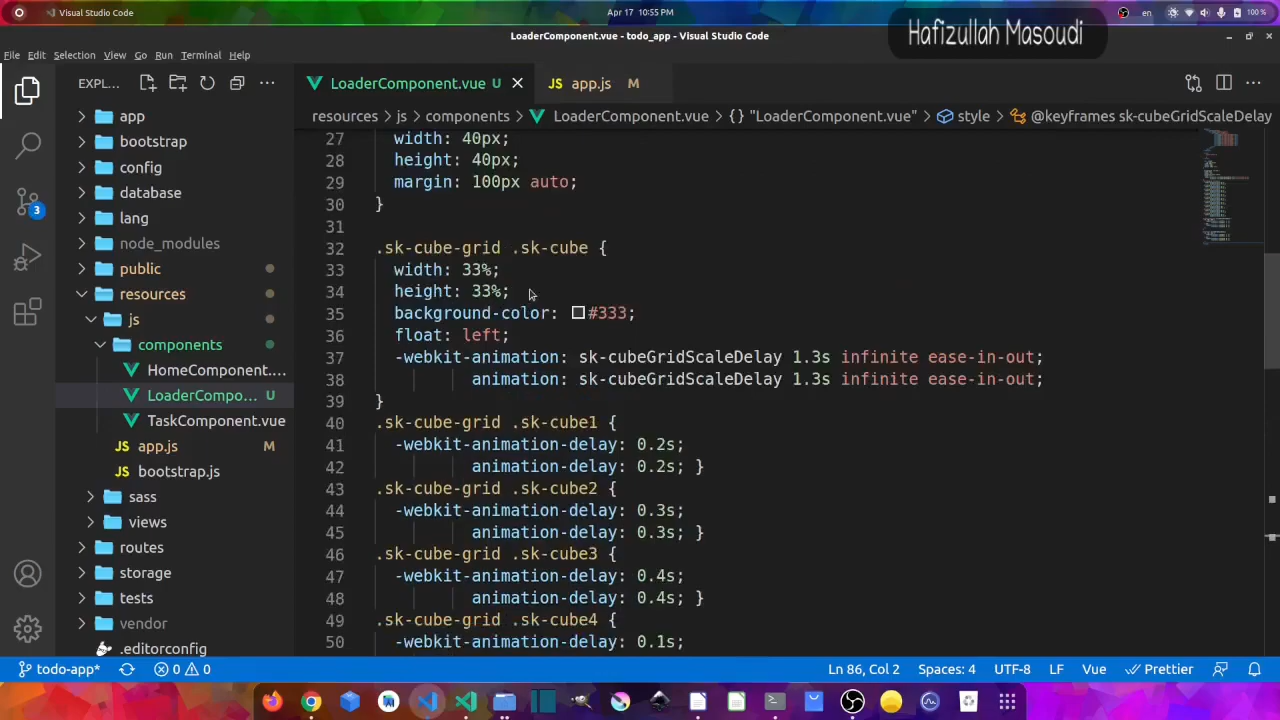 Visual Studio Code
Apr 17 10:55 PM
en
100 %
LoaderComponent.vue - todo_app - Visual Studio Code
Hafizullah Masoudi
File Edit Selection View Go Run Terminal Help
EXPL...
LoaderComponent.vue U
app.js M
resources > js > components > LoaderComponent.vue > {} "LoaderComponent.vue" > style > @keyframes sk-cubeGridScaleDelay
app
bootstrap
config
database
lang
node_modules
public
resources
js
components
HomeComponent....
LoaderCompo... U
TaskComponent.vue
app.js M
bootstrap.js
sass
views
routes
storage
tests
vendor
.editorconfig
3
27 width: 40px;
28 height: 40px;
29 margin: 100px auto;
30 }
31
32 .sk-cube-grid .sk-cube {
33 width: 33%;
34 height: 33%;
35 background-color: #333;
36 float: left;
37 -webkit-animation: sk-cubeGridScaleDelay 1.3s infinite ease-in-out;
38 animation: sk-cubeGridScaleDelay 1.3s infinite ease-in-out;
39 }
40 .sk-cube-grid .sk-cube1 {
41 -webkit-animation-delay: 0.2s;
42 animation-delay: 0.2s; }
43 .sk-cube-grid .sk-cube2 {
44 -webkit-animation-delay: 0.3s;
45 animation-delay: 0.3s; }
46 .sk-cube-grid .sk-cube3 {
47 -webkit-animation-delay: 0.4s;
48 animation-delay: 0.4s; }
49 .sk-cube-grid .sk-cube4 {
50 -webkit-animation-delay: 0.1s;
todo-app* 0 0
Ln 86, Col 2 Spaces: 4 UTF-8 LF Vue Prettier